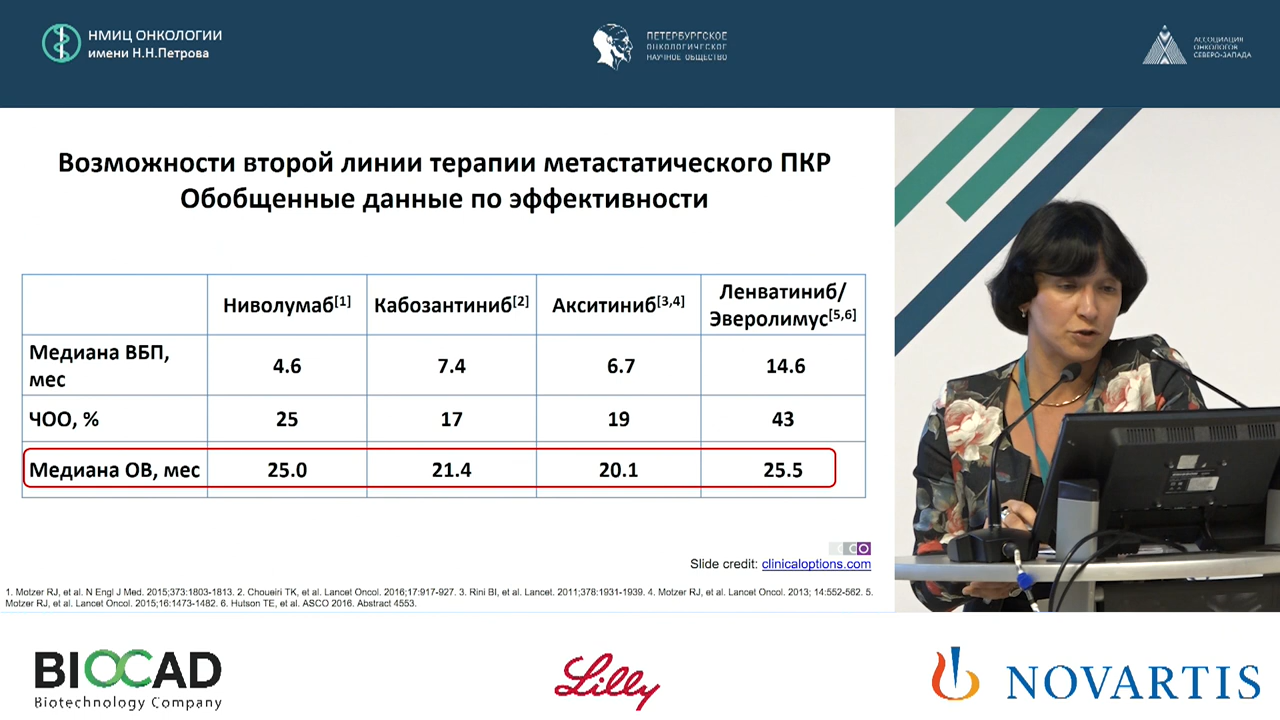 НМИЦ ОНКОЛОГИИ
имени Н.Н.Петрова
ПЕТЕРБУРГСКОЕ
ОНКОЛОГИЧЕСКОЕ
НАУЧНОЕ ОБЩЕСТВО
АССОЦИАЦИЯ
ОНКОЛОГОВ
СЕВЕРО-ЗАПАДА
Возможности второй линии терапии метастатического ПКР
Обобщенные данные по эффективности
Ниволумаб[1] Кабозантиниб[2] Акситиниб[3,4] Ленватиниб/
Эверолимус[5,6]
Медиана ВБП,
мес 4.6 7.4 6.7 14.6
ЧОО, % 25 17 19 43
Медиана ОВ, мес 25.0 21.4 20.1 25.5
CCO
Slide credit: clinicaloptions.com
1. Motzer RJ, et al. N Engl J Med. 2015;373:1803-1813. 2. Choueiri TK, et al. Lancet Oncol. 2016;17:917-927. 3. Rini BI, et al. Lancet. 2011;378:1931-1939. 4. Motzer RJ, et al. Lancet Oncol. 2013; 14:552-562. 5.
Motzer RJ, et al. Lancet Oncol. 2015;16:1473-1482. 6. Hutson TE, et al. ASCO 2016. Abstract 4553.
BIOCAD
Biotechnology Company
Lilly
NOVARTIS